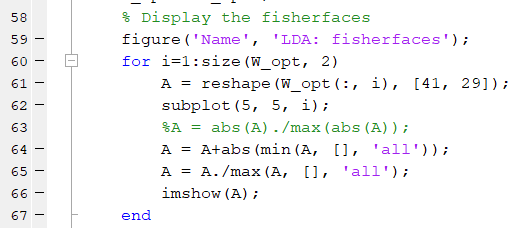 58 % Display the fisherfaces
59 – figure('Name', 'LDA: fisherfaces');
60 – for i=1:size(W_opt, 2)
61 – A = reshape(W_opt(:, i), [41, 29]);
62 – subplot(5, 5, i);
63 %A = abs(A)./max(abs(A));
64 – A = A+abs(min(A, [], 'all'));
65 – A = A./max(A, [], 'all');
66 – imshow(A);
67 – end